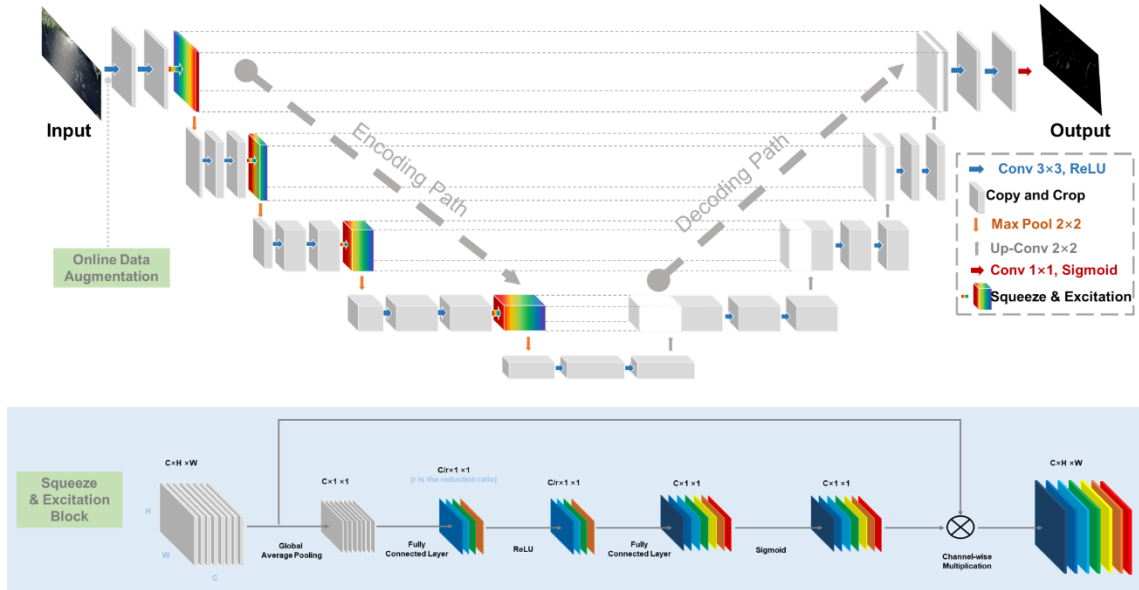 Input
Encoding Path
Decoding Path
Output
Conv 3×3, ReLU
Copy and Crop
Max Pool 2×2
Up-Conv 2×2
Conv 1×1, Sigmoid
Squeeze & Excitation
Online Data
Augmentation
Squeeze
& Excitation
Block
C×H ×W
H
W
C
Global
Average Pooling
C×1 ×1
Fully
Connected Layer
C/r×1 ×1
(r is the reduction ratio)
ReLU
C/r×1 ×1
Fully
Connected Layer
C×1 ×1
Sigmoid
C×1 ×1
Channel-wise
Multiplication
C×H ×W